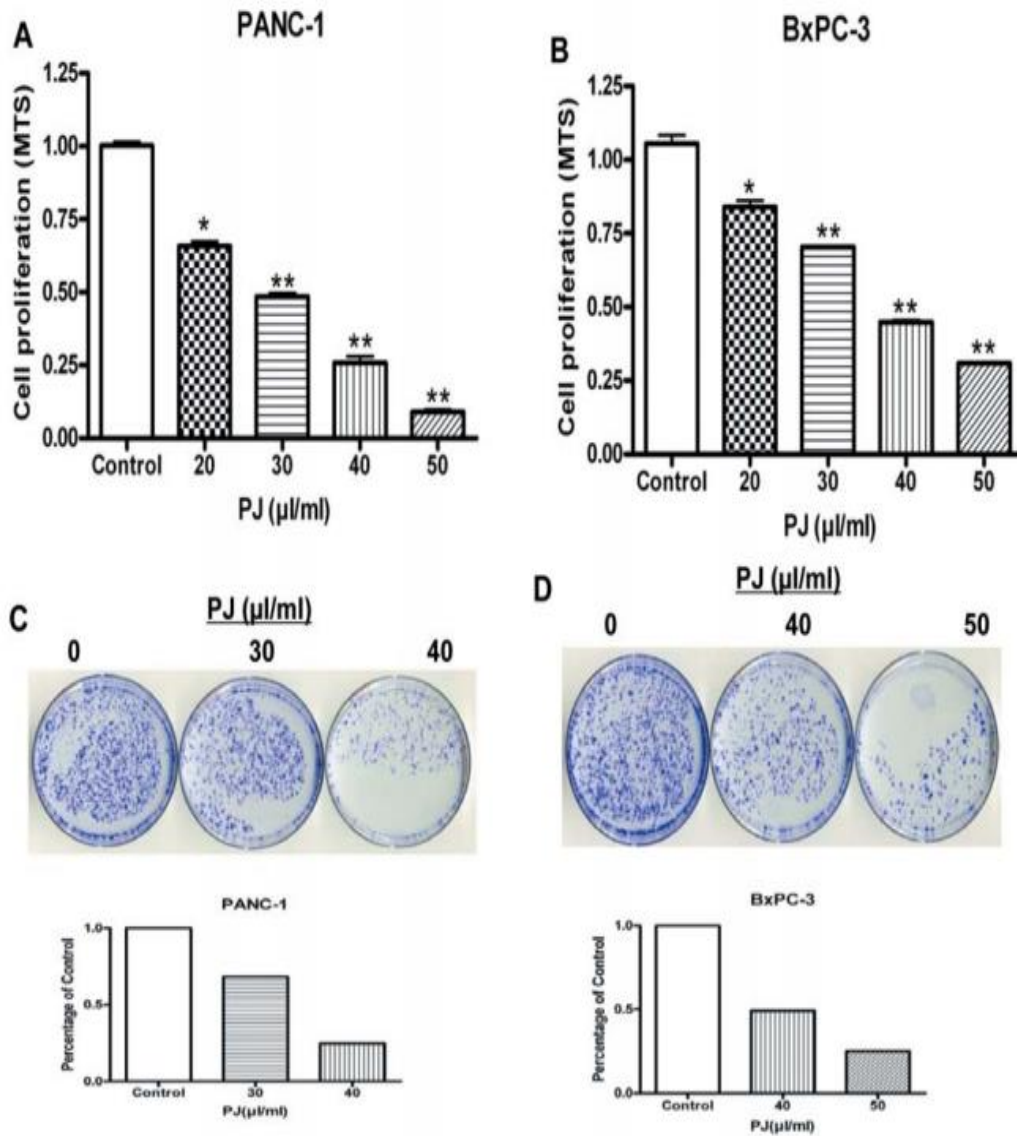 A
PANC-1
Cell proliferation (MTS)
1.25
1.00
0.75
0.50
0.25
0.00
*
**
**
**
Control 20 30 40 50
PJ (µl/ml)
B
BxPC-3
Cell proliferation (MTS)
1.25
1.00
0.75
0.50
0.25
0.00
*
**
**
**
Control 20 30 40 50
PJ (µl/ml)
C
PJ (µl/ml)
0 30 40
PANC-1
Percentage of Control
1.0
0.5
0.0
Control 30 40
PJ(µl/ml)
D
PJ (µl/ml)
0 40 50
BxPC-3
Percentage of Control
1.0
0.5
0.0
Control 40 50
PJ(µl/ml)